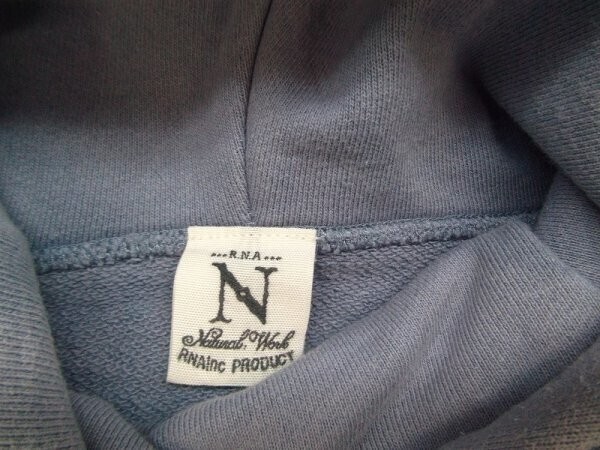 R.N.A
N
Natural Work
RNAInc PRODUCT